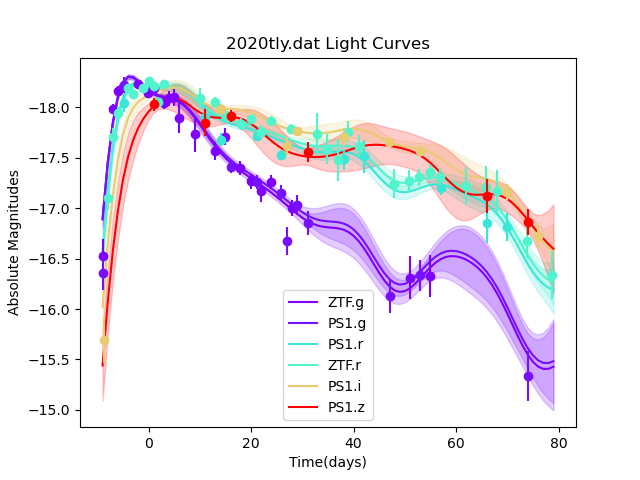 2020tly.dat Light Curves
Absolute Magnitudes
−18.0
−17.5
−17.0
−16.5
−16.0
−15.5
−15.0
ZTF.g
PS1.g
PS1.r
ZTF.r
PS1.i
PS1.z
0 20 40 60 80
Time(days)